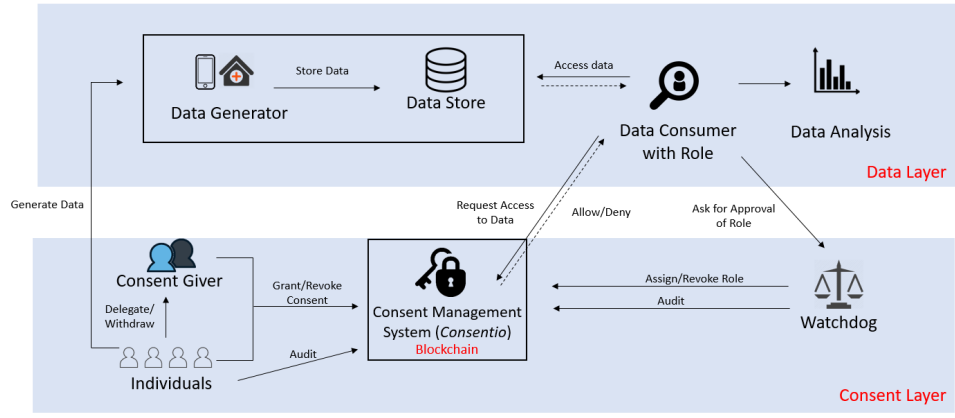 Store Data
Data Generator
Data Store
Access data
Data Consumer
with Role
Data Analysis
Data Layer
Generate Data
Request Access
to Data
Allow/Deny
Ask for Approval
of Role
Consent Giver
Delegate/
Withdraw
Grant/Revoke
Consent
Individuals
Audit
Consent Management
System (Consentio)
Blockchain
Assign/Revoke Role
Audit
Watchdog
Consent Layer